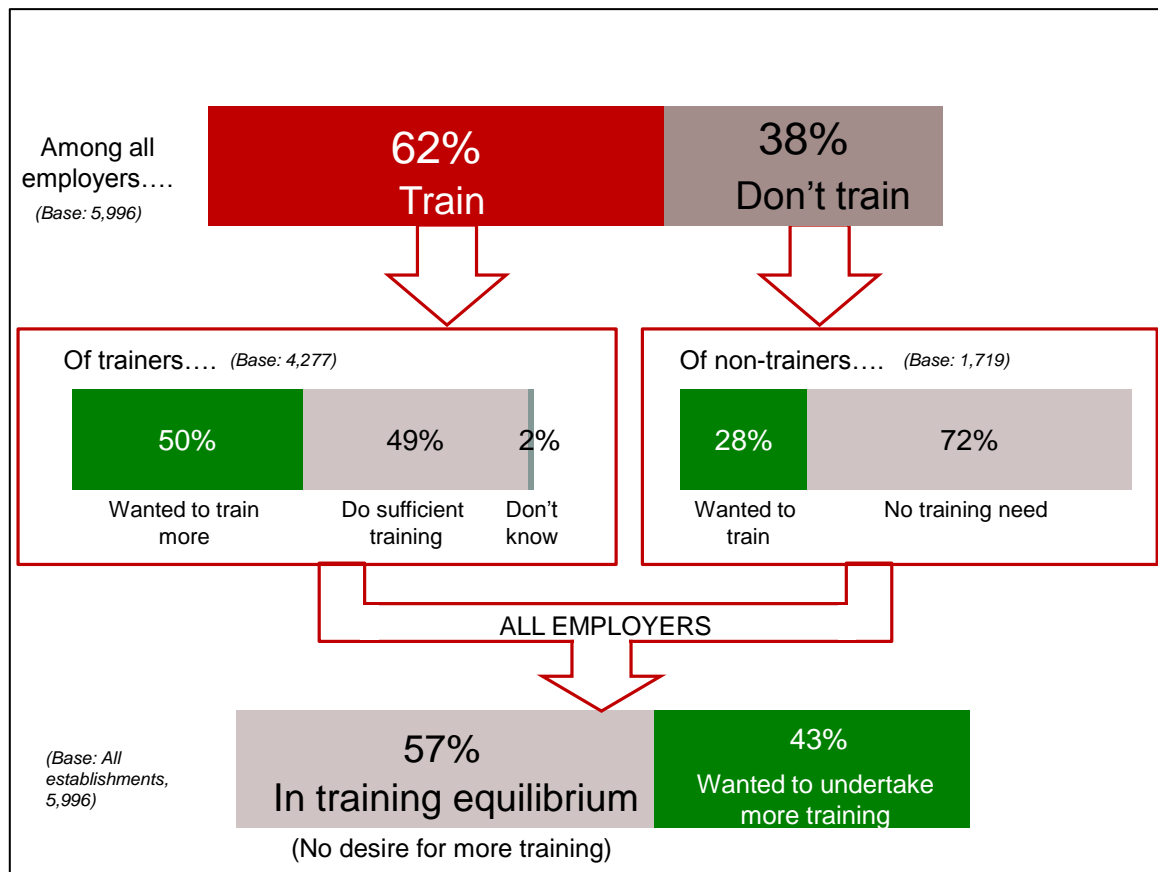 62%
Train
38%
Don't train
Among all
employers….
(Base: 5,996)
Of trainers…. (Base: 4,277)
50%
49%
2%
Wanted to train
more
Do sufficient
training
Don't
know
Of non-trainers…. (Base: 1,719)
28%
72%
Wanted to
train
No training need
ALL EMPLOYERS
(Base: All
establishments,
5,996)
57%
In training equilibrium
(No desire for more training)
43%
Wanted to undertake
more training